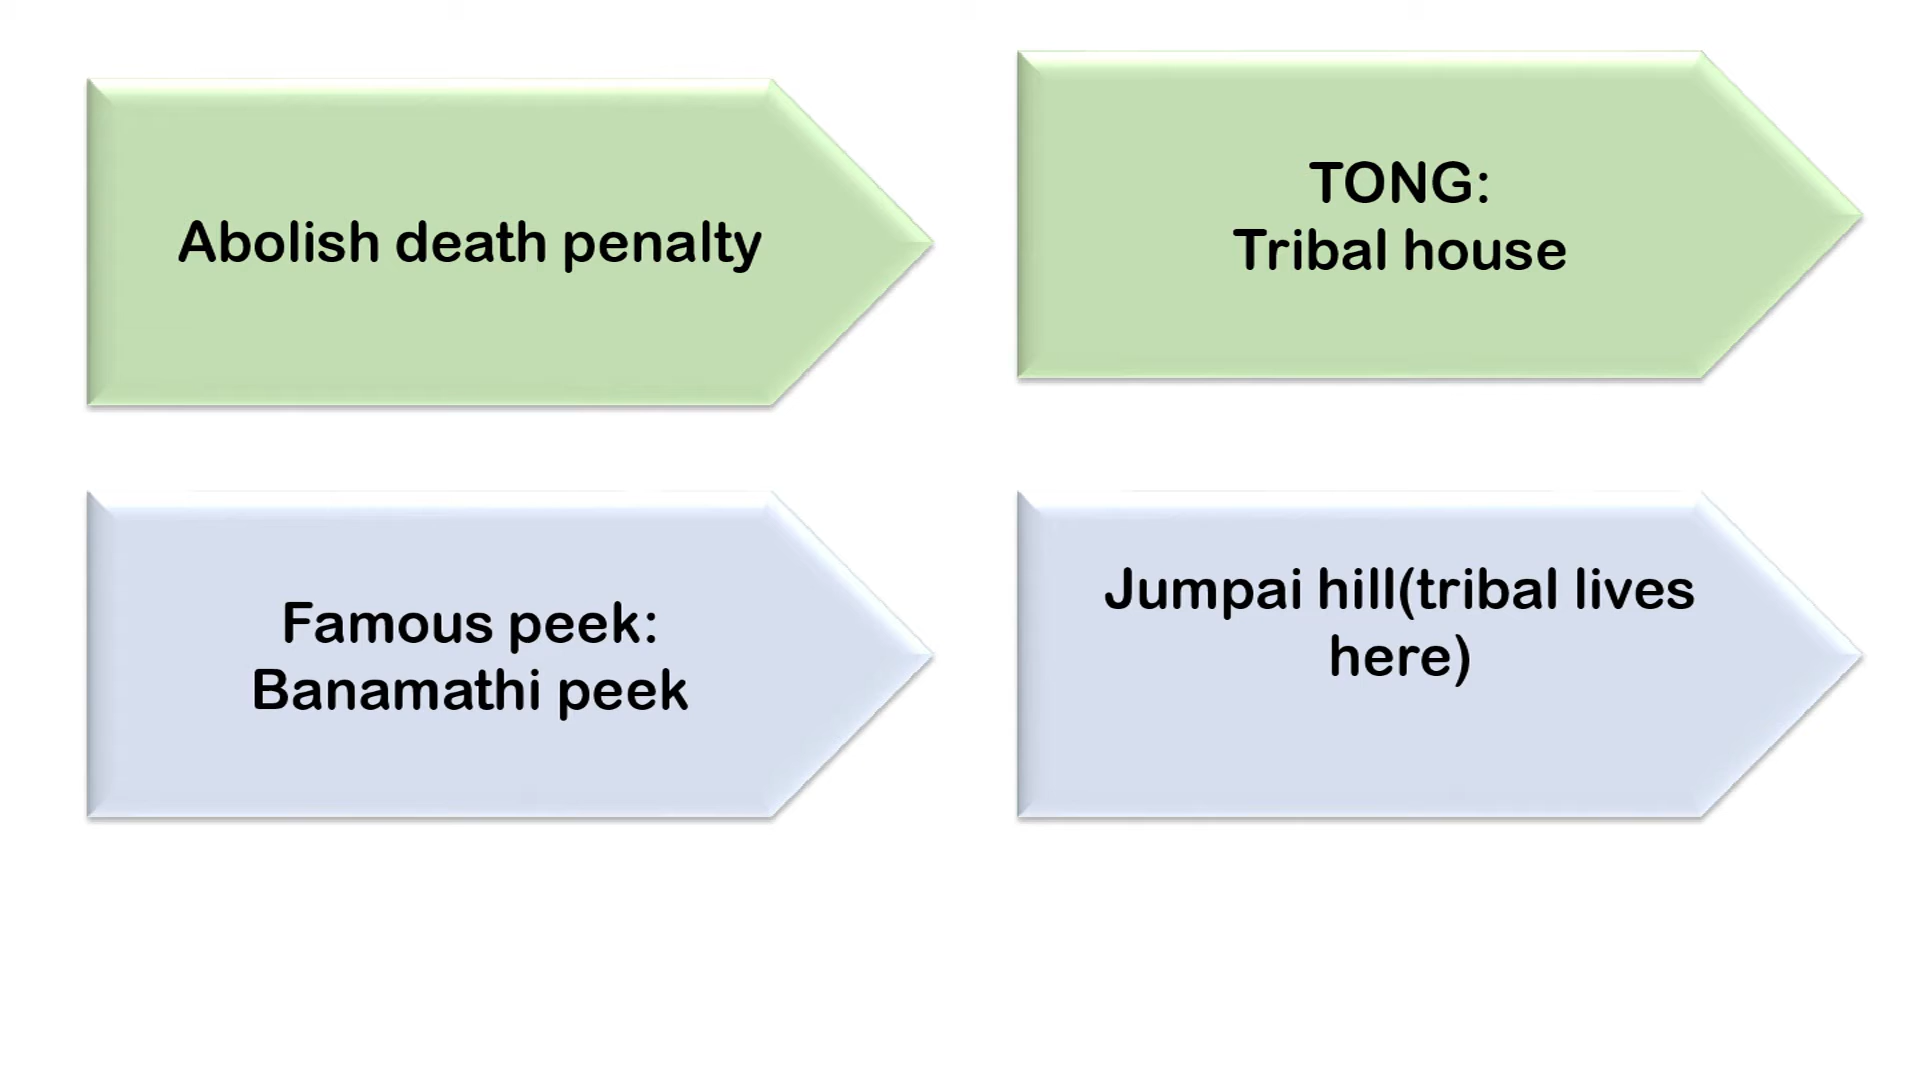 Abolish death penalty
TONG:
Tribal house
Famous peek:
Banamathi peek
Jumpai hill(tribal lives
here)